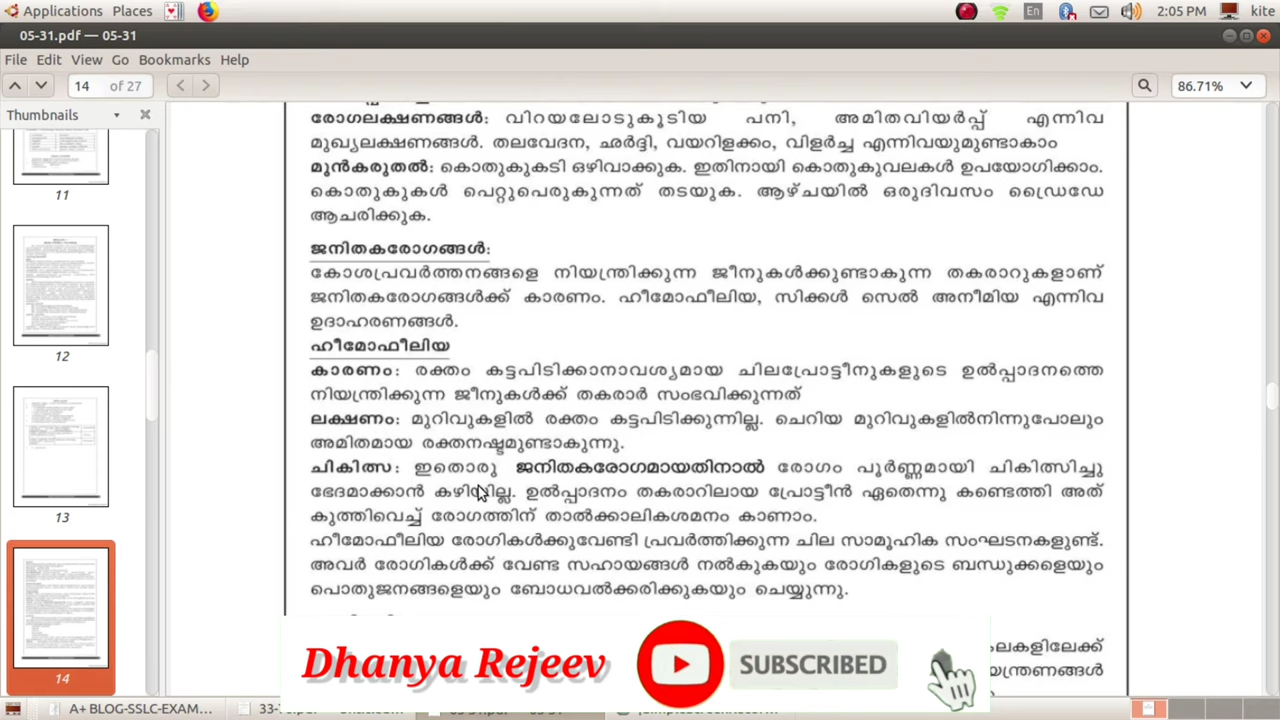 Applications Places En 2:05 PM kite
05-31.pdf — 05-31
File Edit View Go Bookmarks Help
14 of 27 86.71%
Thumbnails
11
12
13
14
രോഗലക്ഷണങ്ങൾ: വിറയലോടുകൂടിയ പനി, അമിതവിയർപ്പ് എന്നിവ
മുഖ്യലക്ഷണങ്ങൾ. തലവേദന, ഛർദ്ദി, വയറിളക്കം, വിളർച്ച എന്നിവയുമുണ്ടാകാം
മുൻകരുതൽ: കൊതുകുകടി ഒഴിവാക്കുക. ഇതിനായി കൊതുകുവലകൾ ഉപയോഗിക്കാം.
കൊതുകുകൾ പെറ്റുപെരുകുന്നത് തടയുക. ആഴ്ചയിൽ ഒരുദിവസം ഡ്രൈഡേ
ആചരിക്കുക.
ജനിതകരോഗങ്ങൾ:
കോശപ്രവർത്തനങ്ങളെ നിയന്ത്രിക്കുന്ന ജീനുകൾക്കുണ്ടാകുന്ന തകരാറുകളാണ്
ജനിതകരോഗങ്ങൾക്ക് കാരണം. ഹീമോഫീലിയ, സിക്കൾ സെൽ അനീമിയ എന്നിവ
ഉദാഹരണങ്ങൾ.
ഹീമോഫീലിയ
കാരണം: രക്തം കട്ടപിടിക്കാനാവശ്യമായ ചിലപ്രോട്ടീനുകളുടെ ഉൽപ്പാദനത്തെ
നിയന്ത്രിക്കുന്ന ജീനുകൾക്ക് തകരാർ സംഭവിക്കുന്നത്
ലക്ഷണം: മുറിവുകളിൽ രക്തം കട്ടപിടിക്കുന്നില്ല. ചെറിയ മുറിവുകളിൽനിന്നുപോലും
അമിതമായ രക്തനഷ്ടമുണ്ടാകുന്നു.
ചികിത്സ: ഇതൊരു ജനിതകരോഗമായതിനാൽ രോഗം പൂർണ്ണമായി ചികിത്സിച്ചു
ഭേദമാക്കാൻ കഴിയില്ല. ഉൽപ്പാദനം തകരാറിലായ പ്രോട്ടീൻ ഏതെന്നു കണ്ടെത്തി അത്
കുത്തിവെച്ച് രോഗത്തിന് താൽക്കാലികശമനം കാണാം.
ഹീമോഫീലിയ രോഗികൾക്കുവേണ്ടി പ്രവർത്തിക്കുന്ന ചില സാമൂഹിക സംഘടനകളുണ്ട്.
അവർ രോഗികൾക്ക് വേണ്ട സഹായങ്ങൾ നൽകുകയും രോഗികളുടെ ബന്ധുക്കളെയും
പൊതുജനങ്ങളെയും ബോധവൽക്കരിക്കുകയും ചെയ്യുന്നു.
Dhanya Rejeev SUBSCRIBED
A+ BLOG-SSLC-EXAM...